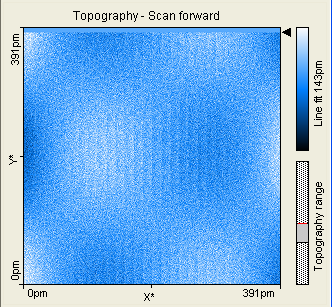 Topography - Scan forward
391pm
Y*
0pm
0pm
X*
391pm
Line fit 143pm
Topography range